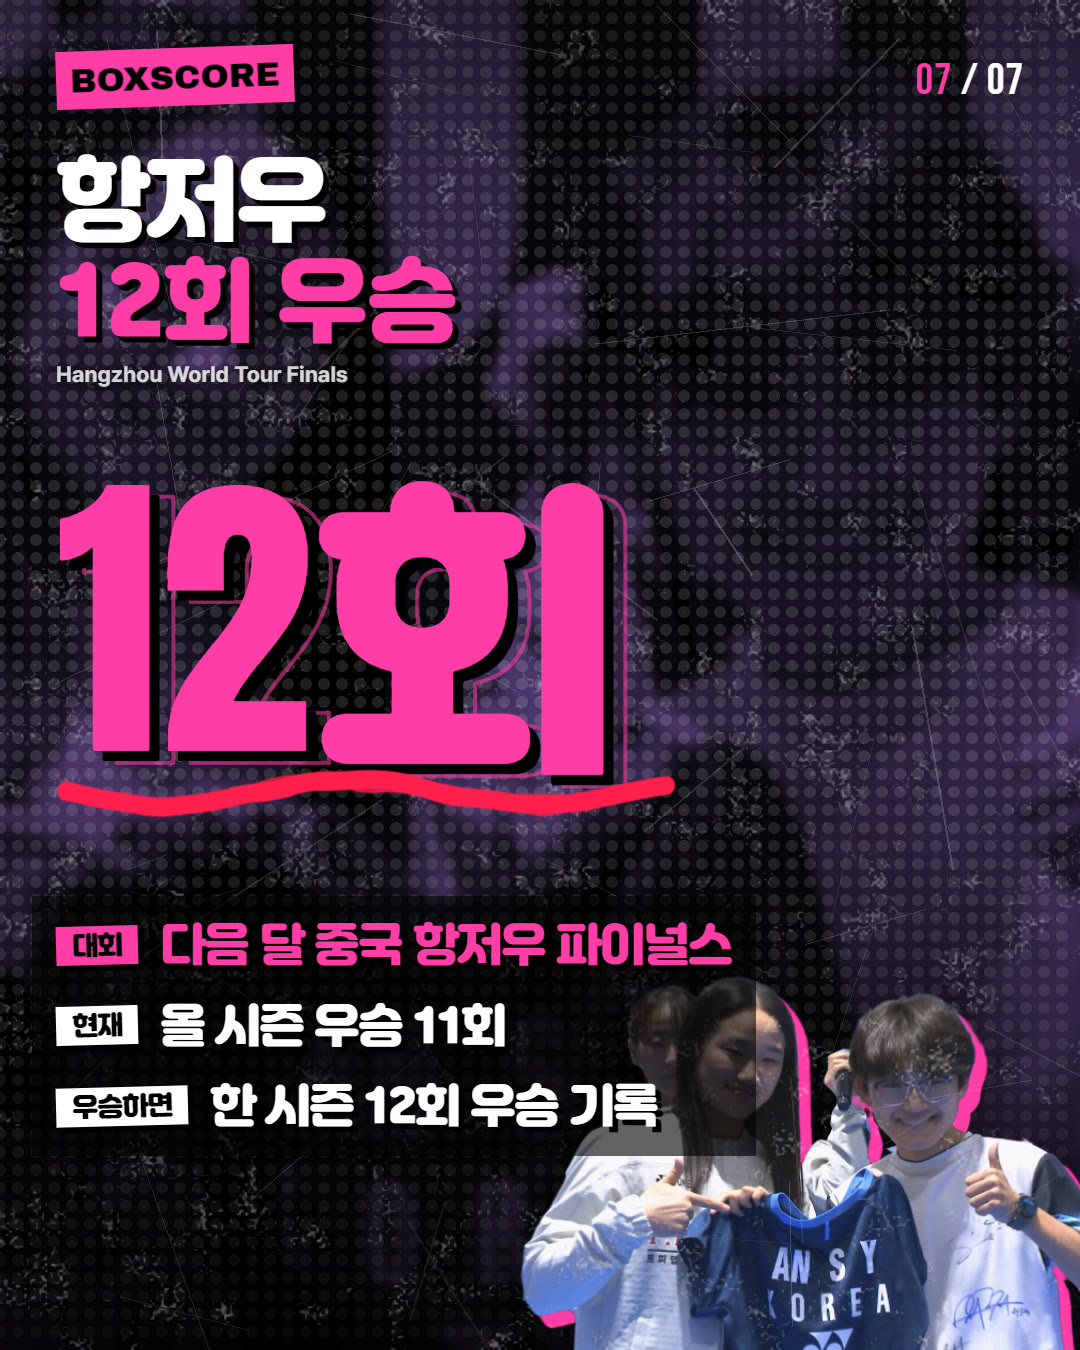 BOXSCORE
07 / 07
항저우
12회 우승
Hangzhou World Tour Finals
12회
대회 다음 달 중국 항저우 파이널스
현재 올 시즌 우승 11회
우승하면 한 시즌 12회 우승 기록
AN SY
KOREA